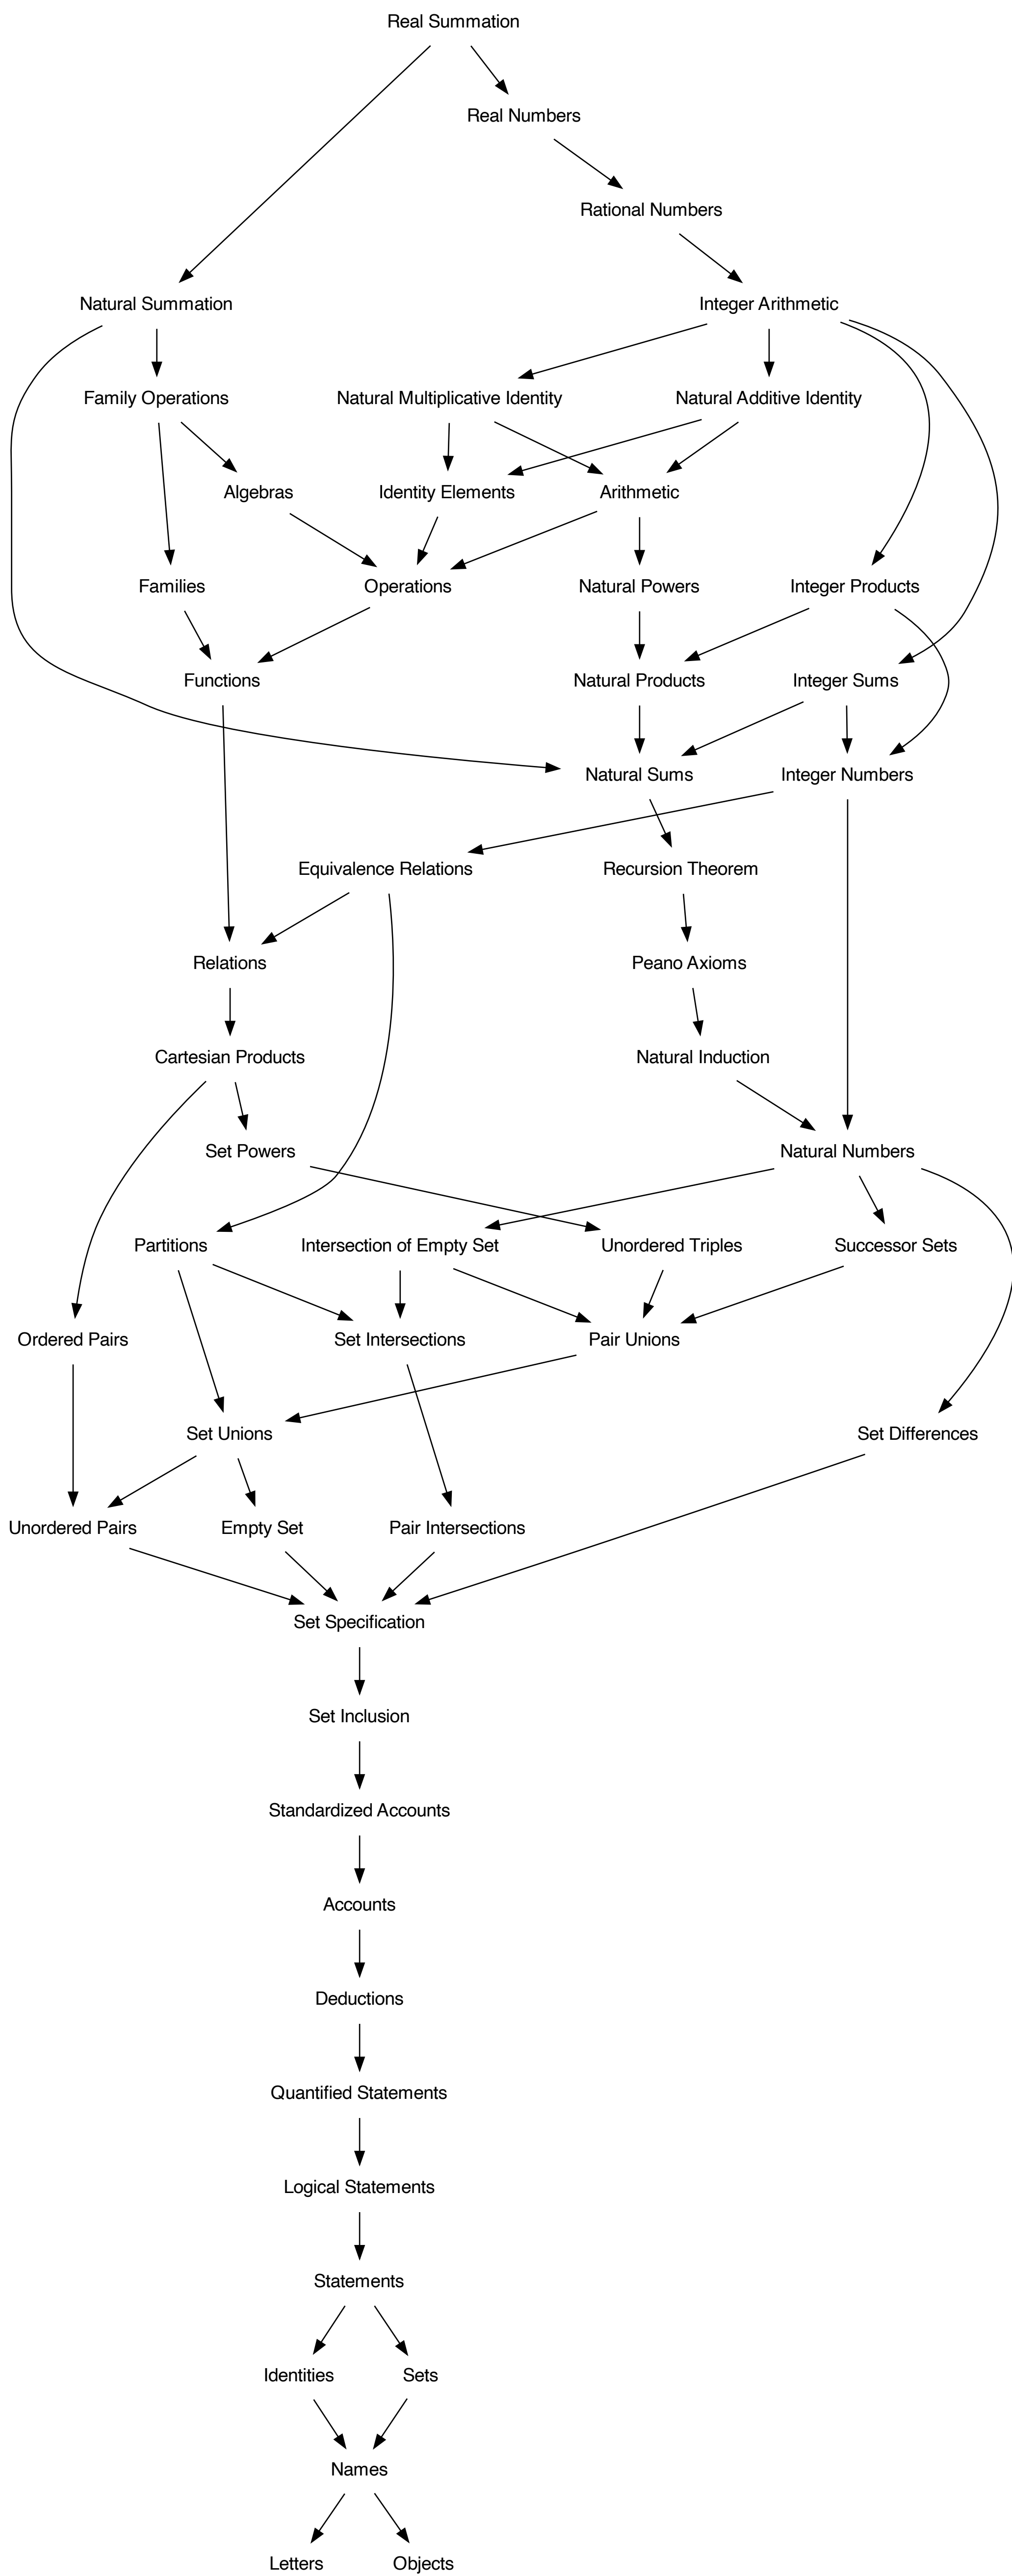 Real Summation
Real Numbers
Rational Numbers
Natural Summation
Integer Arithmetic
Family Operations
Natural Multiplicative Identity
Natural Additive Identity
Algebras
Identity Elements
Arithmetic
Families
Operations
Natural Powers
Integer Products
Functions
Natural Products
Integer Sums
Natural Sums
Integer Numbers
Equivalence Relations
Recursion Theorem
Relations
Peano Axioms
Cartesian Products
Natural Induction
Set Powers
Natural Numbers
Partitions
Intersection of Empty Set
Unordered Triples
Successor Sets
Ordered Pairs
Set Intersections
Pair Unions
Set Unions
Set Differences
Unordered Pairs
Empty Set
Pair Intersections
Set Specification
Set Inclusion
Standardized Accounts
Accounts
Deductions
Quantified Statements
Logical Statements
Statements
Identities
Sets
Names
Letters
Objects